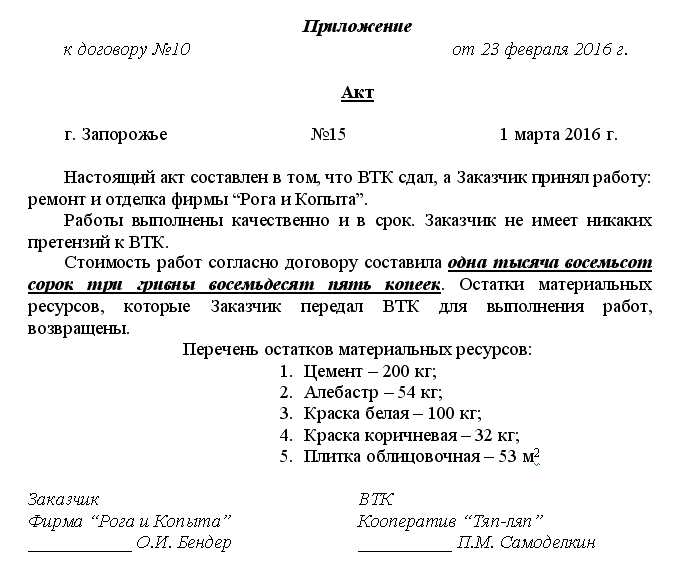 Приложение
к договору №10 от 23 февраля 2016 г.
Акт
г. Запорожье №15 1 марта 2016 г.
Настоящий акт составлен в том, что ВТК сдал, а Заказчик принял работу:
ремонт и отделка фирмы “Рога и Копыта”.
Работы выполнены качественно и в срок. Заказчик не имеет никаких
претензий к ВТК.
Стоимость работ согласно договору составила одна тысяча восемьсот
сорок три гривны восемьдесят пять копеек. Остатки материальных
ресурсов, которые Заказчик передал ВТК для выполнения работ,
возвращены.
Перечень остатков материальных ресурсов:
1. Цемент – 200 кг;
2. Алебастр – 54 кг;
3. Краска белая – 100 кг;
4. Краска коричневая – 32 кг;
5. Плитка облицовочная – 53 м²
Заказчик ВТК
Фирма “Рога и Копыта” Кооператив “Тяп-ляп”
___________ О.И. Бендер __________ П.М. Самоделкин